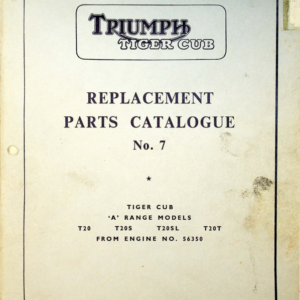 TRIUMPH
TIGER CUB
REPLACEMENT
PARTS CATALOGUE
No. 7
TIGER CUB
'A' RANGE MODELS
T20 T20S T20SL T20T
FROM ENGINE NO. 56350